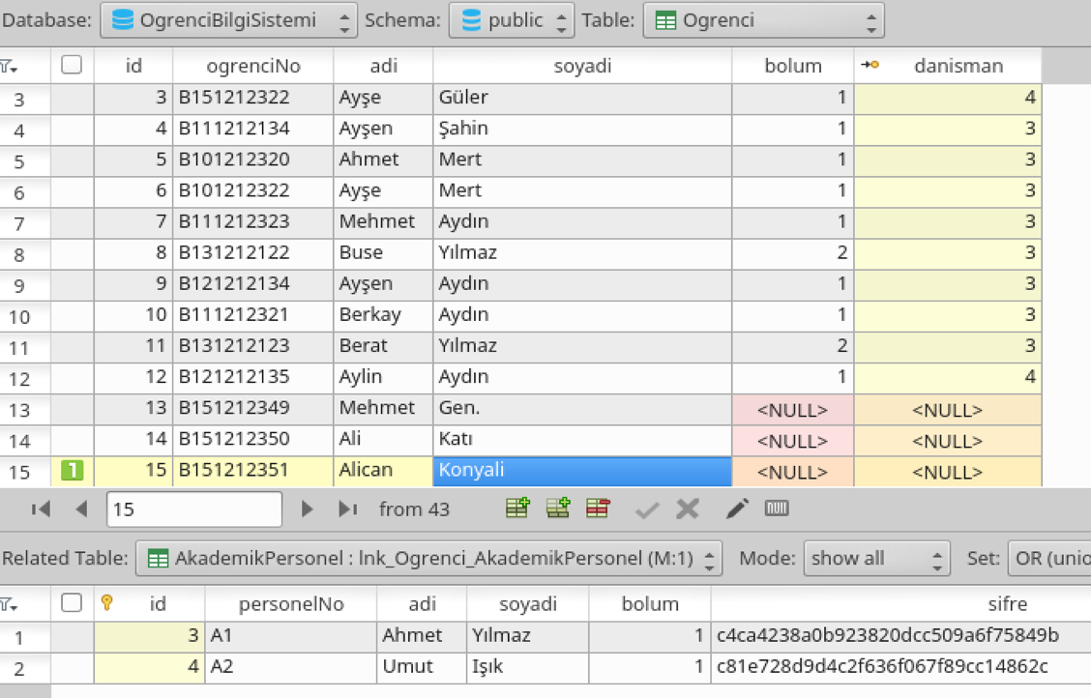 Database: OgrenciBilgiSistemi Schema: public Table: Ogrenci
id ogrenciNo adi soyadi bolum danisman
3 3 B151212322 Ayşe Güler 1 4
4 4 B111212134 Ayşen Şahin 1 3
5 5 B101212320 Ahmet Mert 1 3
6 6 B101212322 Ayşe Mert 1 3
7 7 B111212323 Mehmet Aydın 1 3
8 8 B131212122 Buse Yılmaz 2 3
9 9 B121212134 Ayşen Aydın 1 3
10 10 B111212321 Berkay Aydın 1 3
11 11 B131212123 Berat Yılmaz 2 3
12 12 B121212135 Aylin Aydın 1 4
13 13 B151212349 Mehmet Gen. <NULL> <NULL>
14 14 B151212350 Ali Katı <NULL> <NULL>
15 1 15 B151212351 Alican Konyali <NULL> <NULL>
15 from 43
Related Table: AkademikPersonel : lnk_Ogrenci_AkademikPersonel (M:1) Mode: show all Set: OR (unio
id personelNo adi soyadi bolum sifre
1 3 A1 Ahmet Yılmaz 1 c4ca4238a0b923820dcc509a6f75849b
2 4 A2 Umut Işık 1 c81e728d9d4c2f636f067f89cc14862c